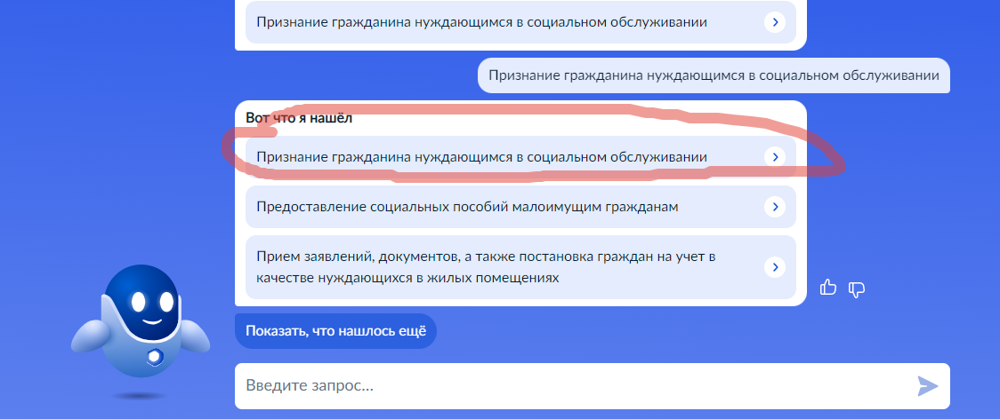 Признание гражданина нуждающимся в социальном обслуживании
Признание гражданина нуждающимся в социальном обслуживании
Вот что я нашёл
Признание гражданина нуждающимся в социальном обслуживании
Предоставление социальных пособий малоимущим гражданам
Прием заявлений, документов, а также постановка граждан на учет в
качестве нуждающихся в жилых помещениях
Показать, что нашлось ещё
Введите запрос...